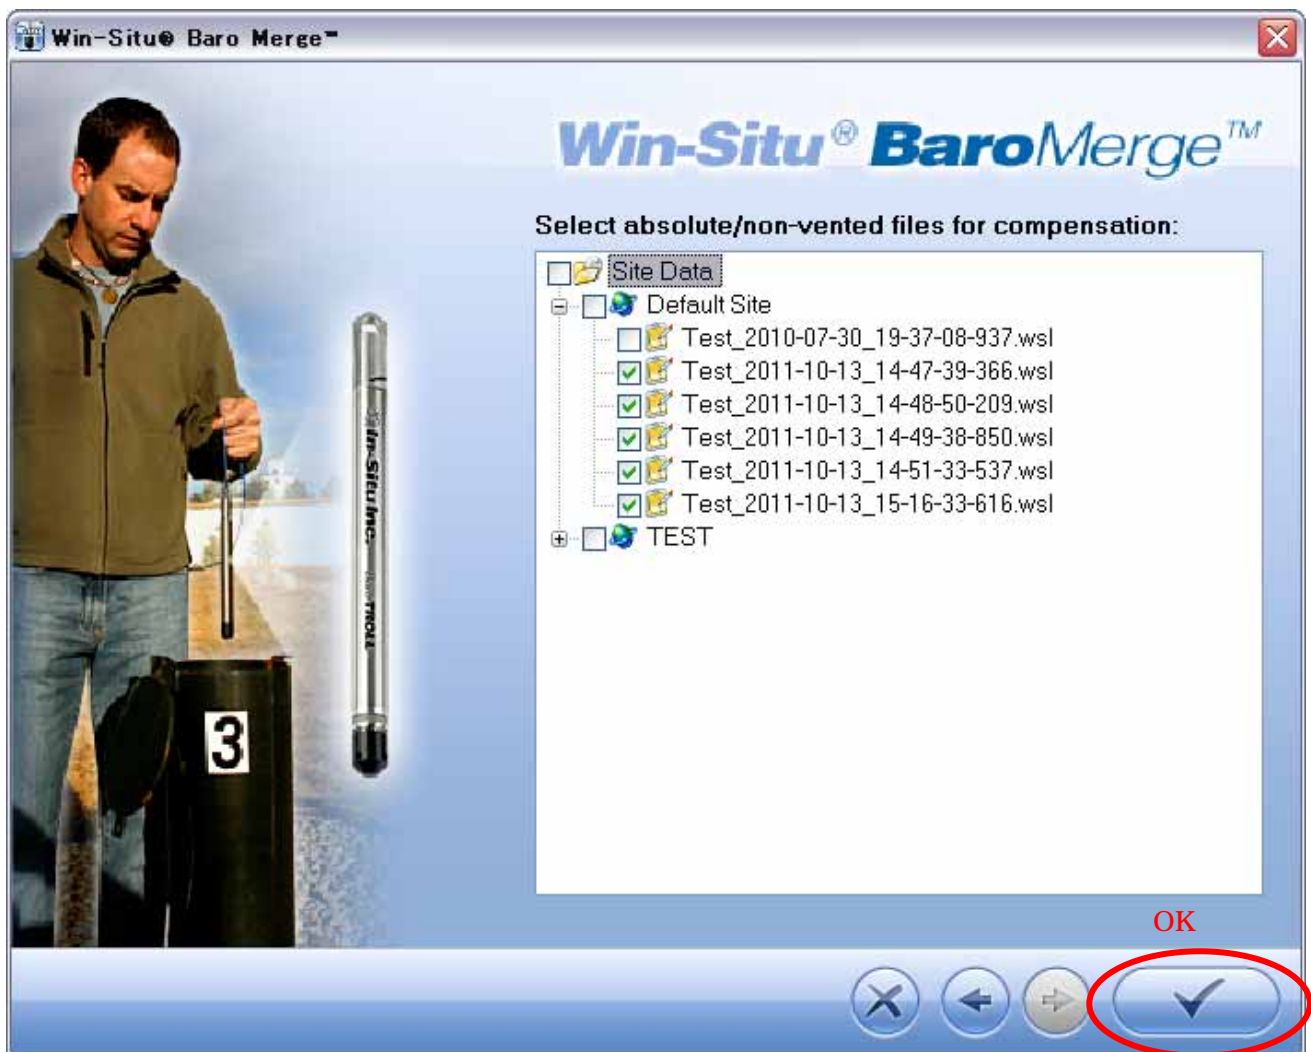 Win-Situ® Baro Merge™
Win-Situ® BaroMerge™
Select absolute/non-vented files for compensation:
Site Data
Default Site
Test_2010-07-30_19-37-08-937.wsl
Test_2011-10-13_14-47-39-366.wsl
Test_2011-10-13_14-48-50-209.wsl
Test_2011-10-13_14-49-38-850.wsl
Test_2011-10-13_14-51-33-537.wsl
Test_2011-10-13_15-16-33-616.wsl
TEST
In-Situ Inc.
TROLL
3
OK